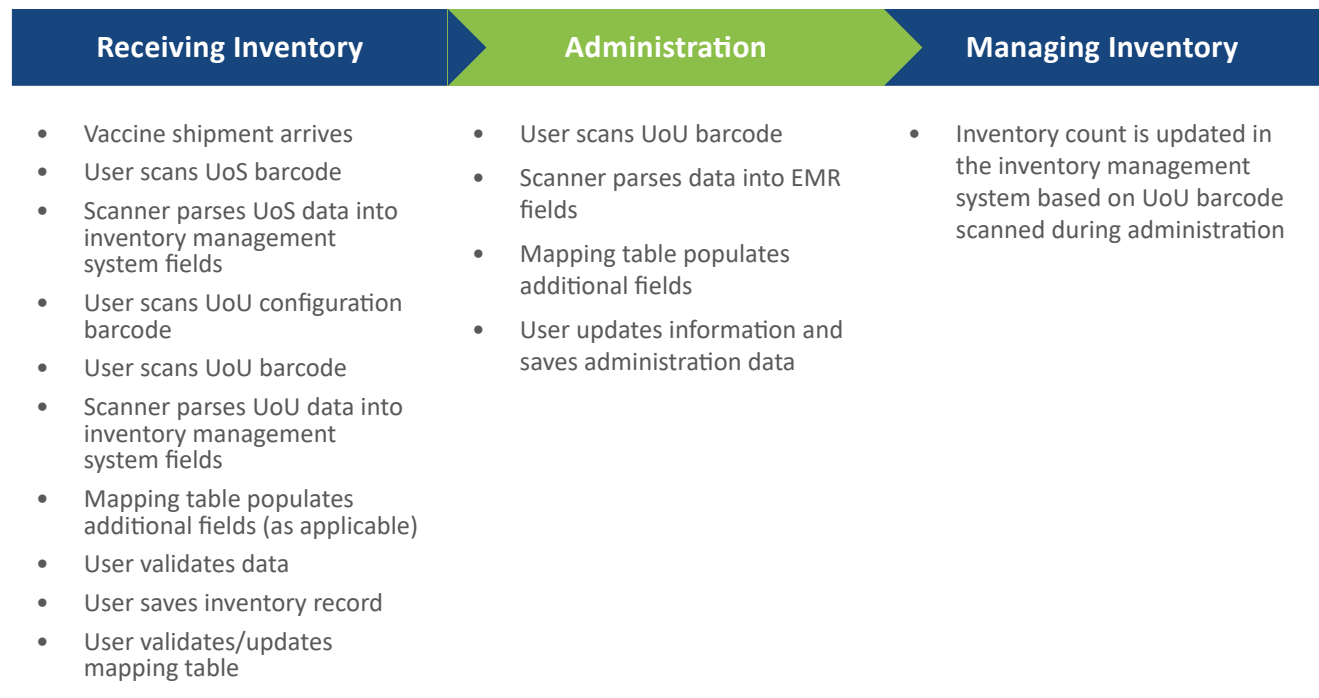 Receiving Inventory
Administration
Managing Inventory
• Vaccine shipment arrives
• User scans UoS barcode
• Scanner parses UoS data into
inventory management
system fields
• User scans UoU configuration
barcode
• User scans UoU barcode
• Scanner parses UoU data into
inventory management
system fields
• Mapping table populates
additional fields (as applicable)
• User validates data
• User saves inventory record
• User validates/updates
mapping table
• User scans UoU barcode
• Scanner parses data into EMR
fields
• Mapping table populates
additional fields
• User updates information and
saves administration data
• Inventory count is updated in
the inventory management
system based on UoU barcode
scanned during administration